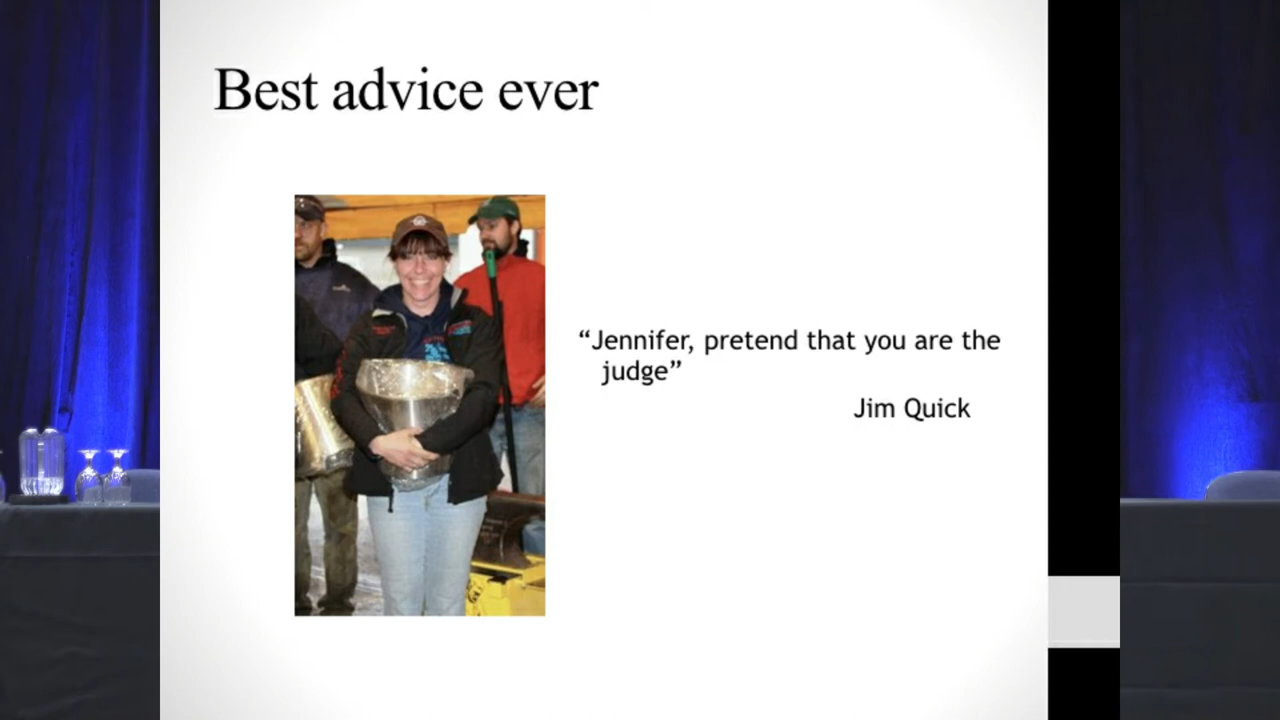 Best advice ever
“Jennifer, pretend that you are the
judge”
Jim Quick